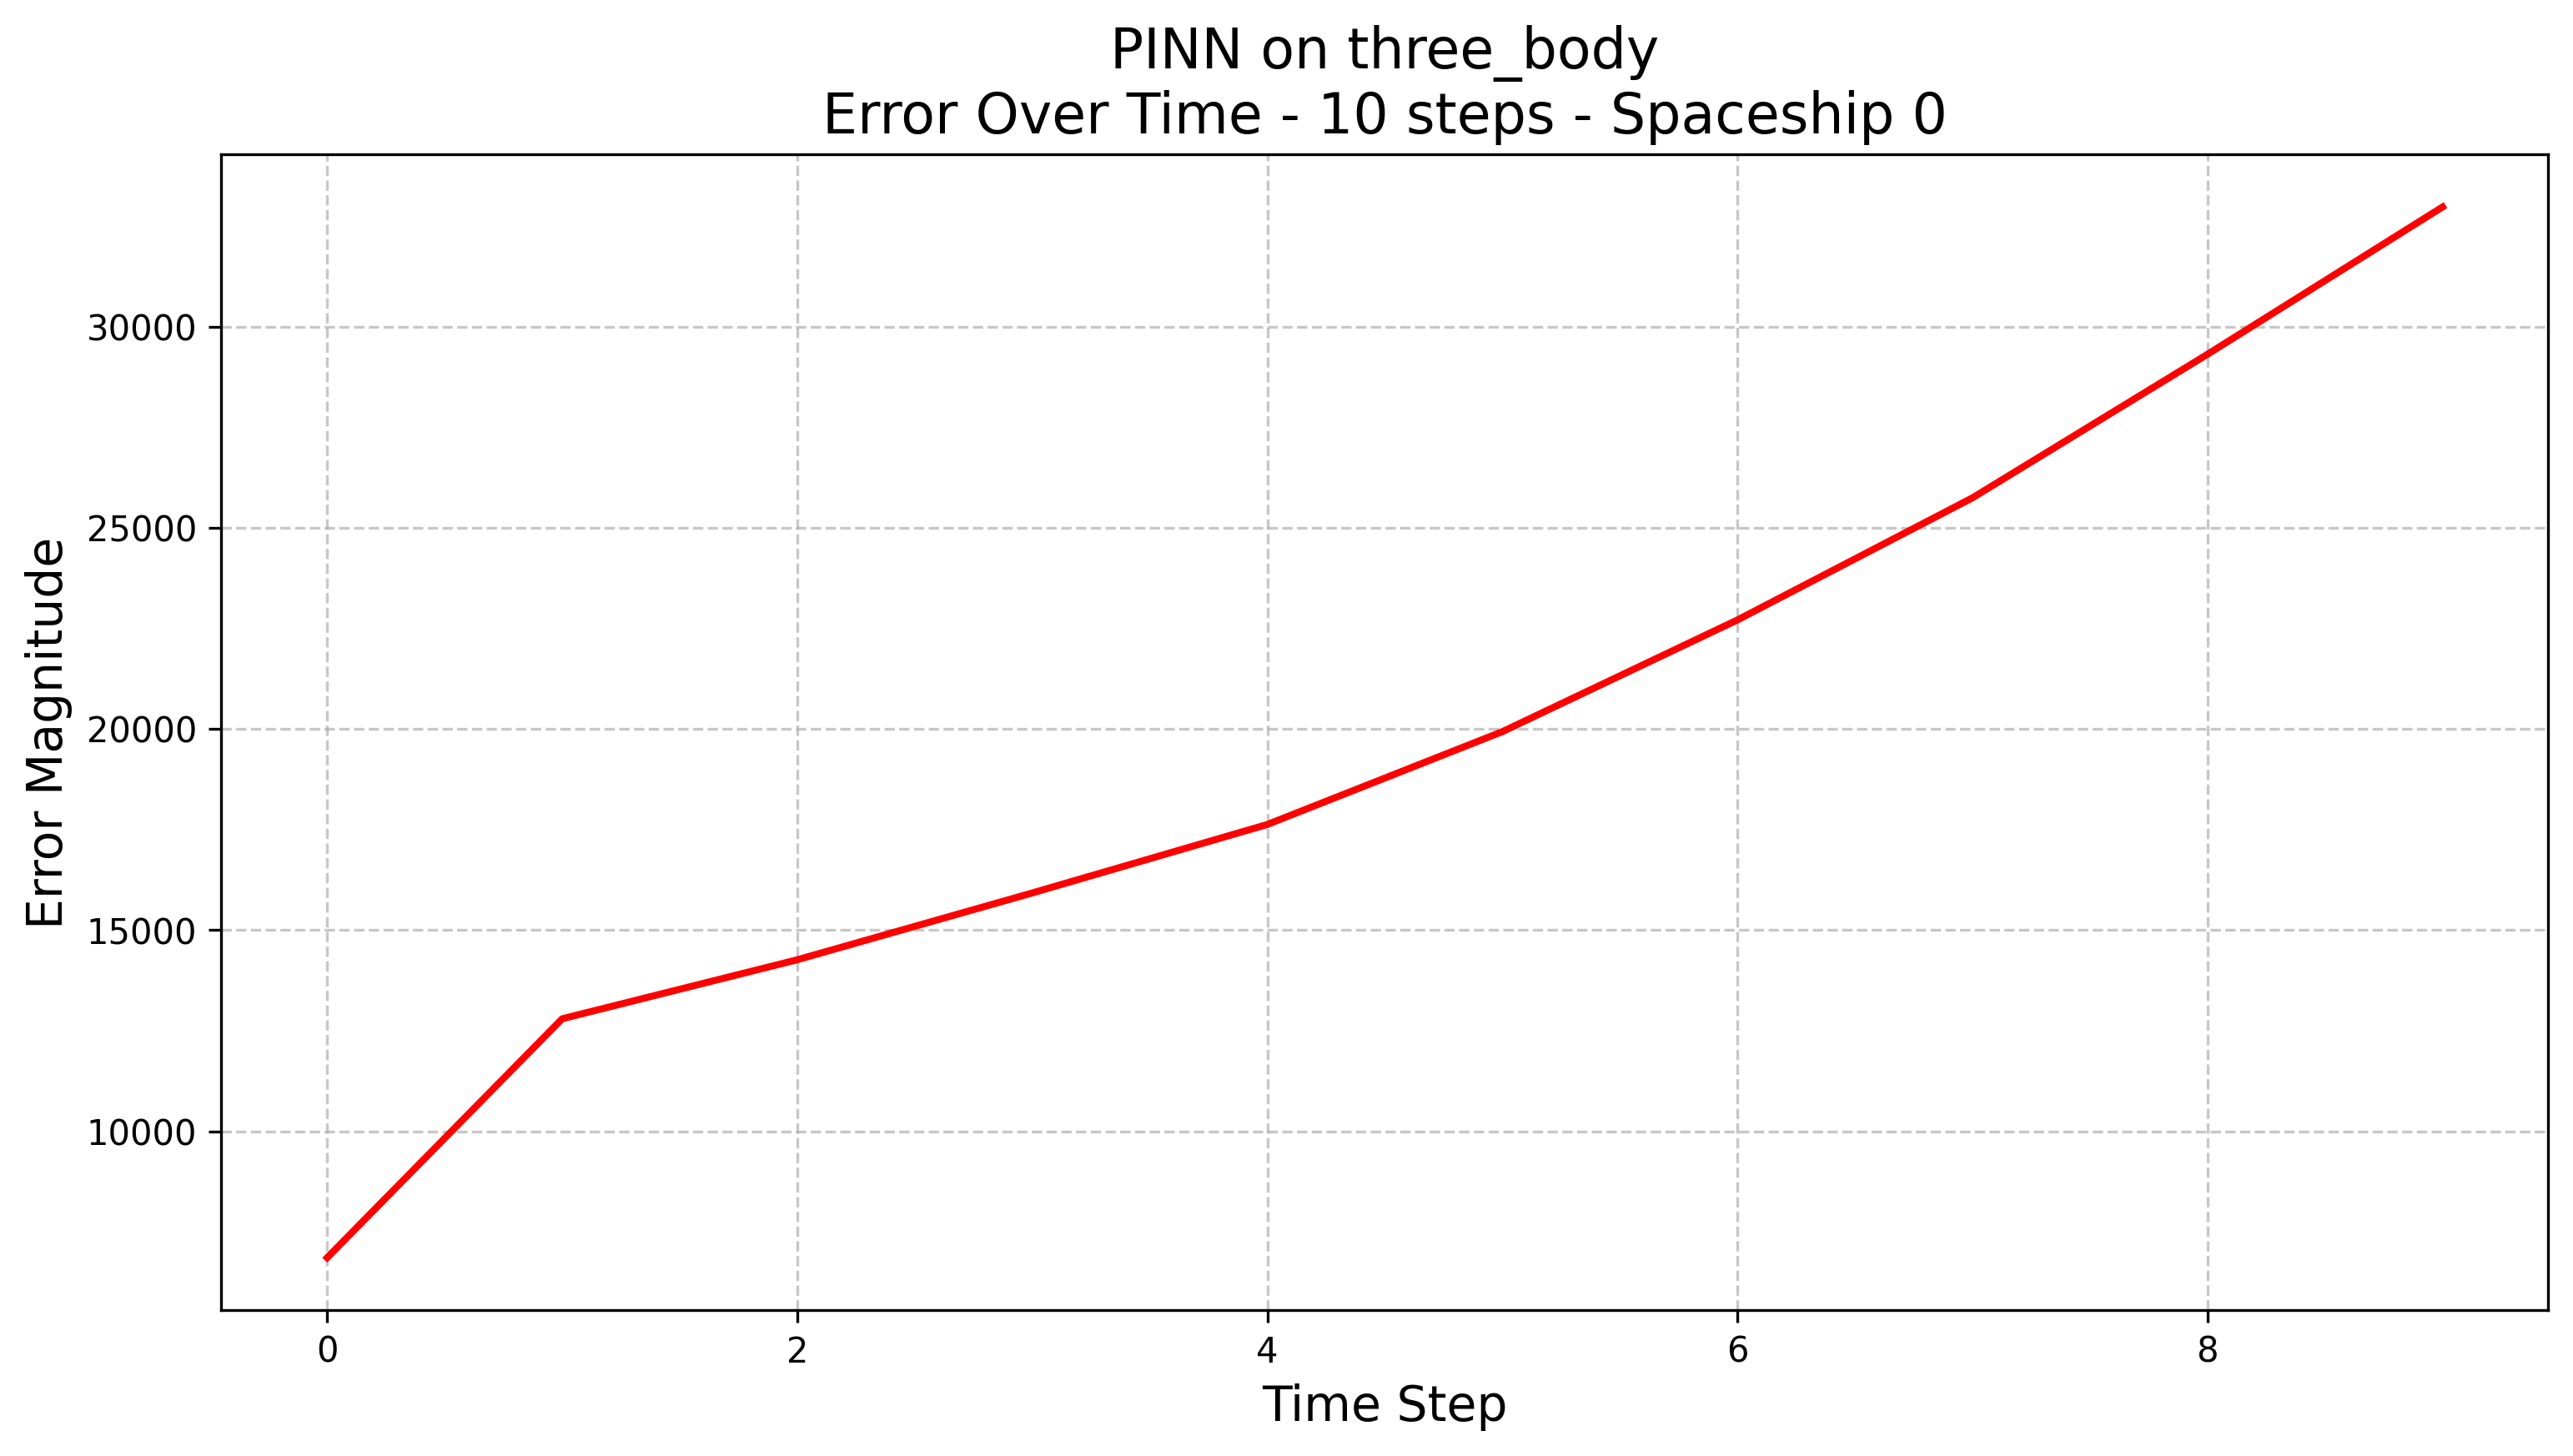 PINN on three_body
Error Over Time - 10 steps - Spaceship 0
Error Magnitude
30000
25000
20000
15000
10000
0
2
4
6
8
Time Step